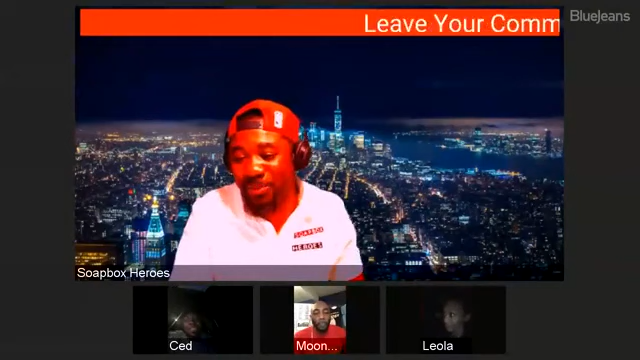 Leave Your Comm
BlueJeans
SOAPBOX
HEROES
Soapbox Heroes
Ced
Moon...
Leola